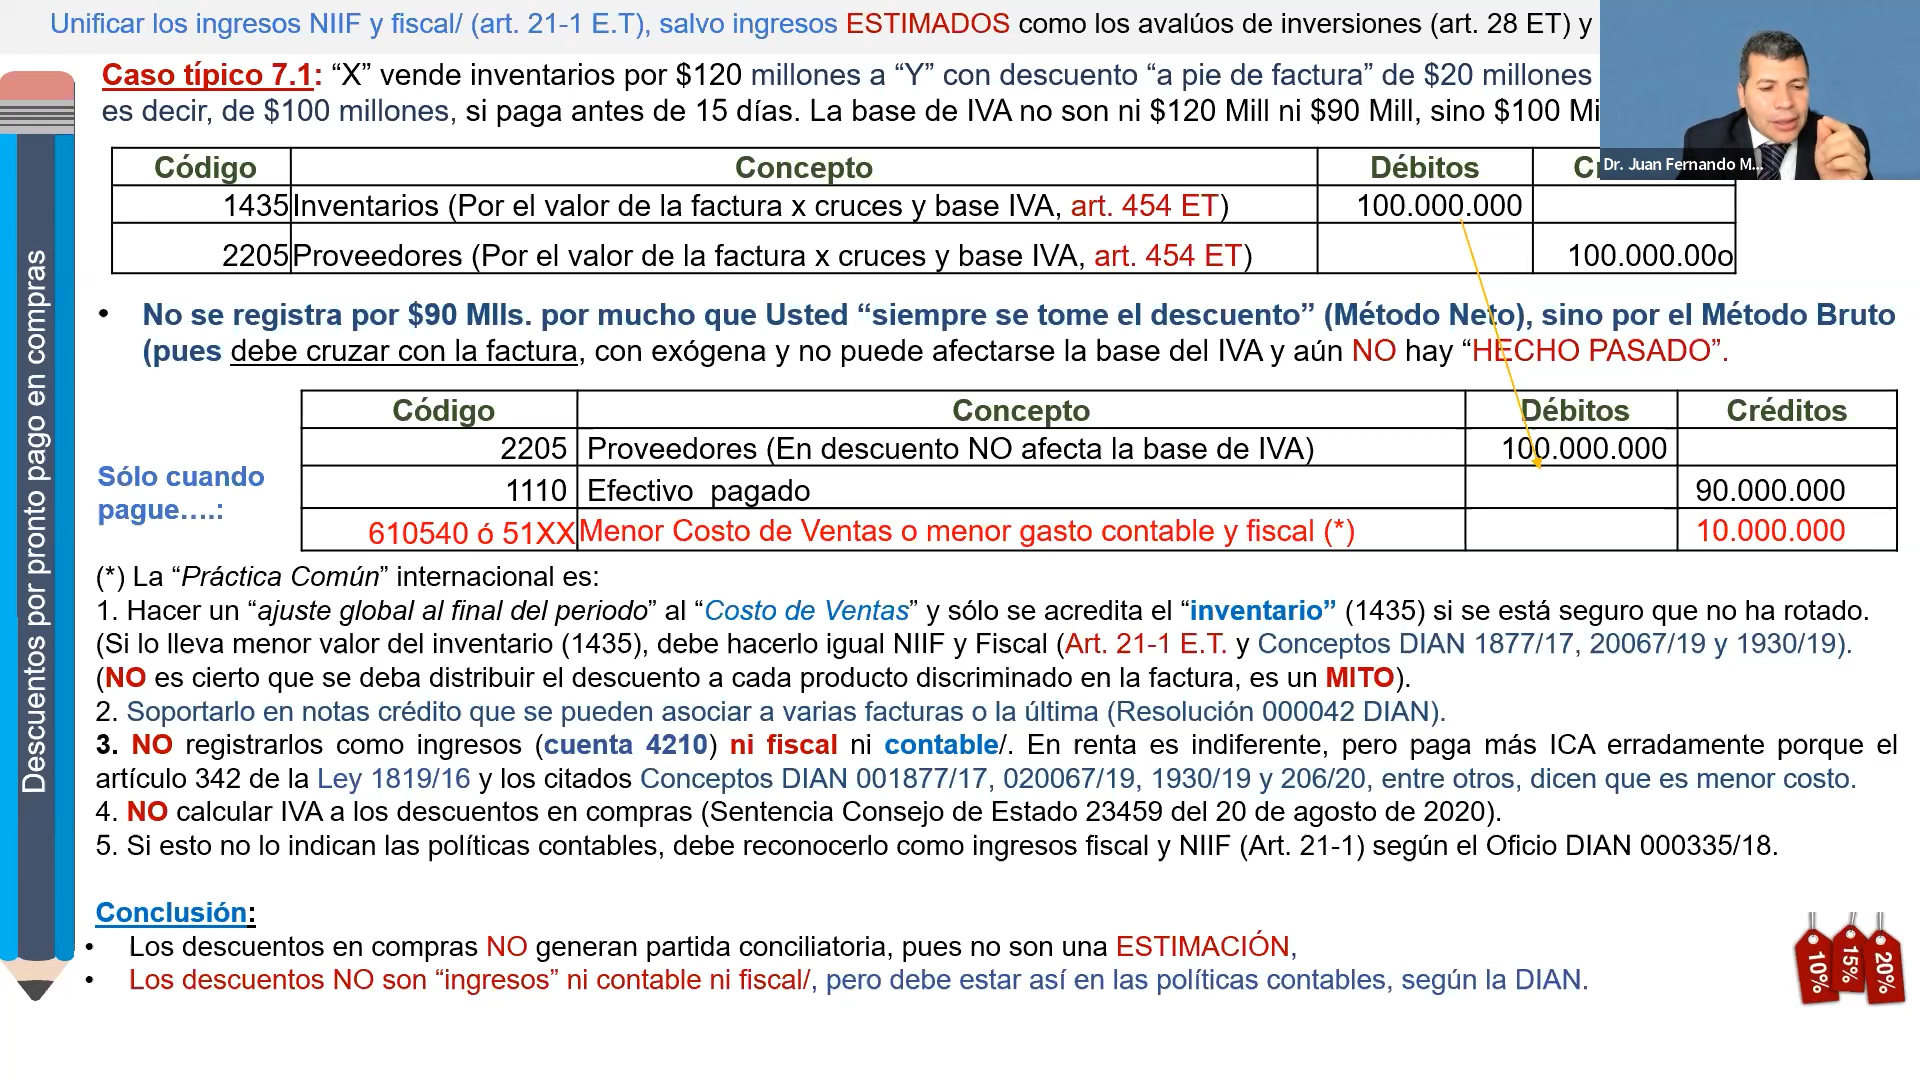 Unificar los ingresos NIIF y fiscal/ (art. 21-1 E.T), salvo ingresos ESTIMADOS como los avalúos de inversiones (art. 28 ET) y
Caso típico 7.1: “X” vende inventarios por $120 millones a “Y” con descuento “a pie de factura” de $20 millones
es decir, de $100 millones, si paga antes de 15 días. La base de IVA no son ni $120 Mill ni $90 Mill, sino $100 Mi
Dr. Juan Fernando M...
Código Concepto Débitos
1435 Inventarios (Por el valor de la factura x cruces y base IVA, art. 454 ET) 100.000.000
2205 Proveedores (Por el valor de la factura x cruces y base IVA, art. 454 ET) 100.000.00o
• No se registra por $90 Mlls. por mucho que Usted “siempre se tome el descuento” (Método Neto), sino por el Método Bruto
(pues debe cruzar con la factura, con exógena y no puede afectarse la base del IVA y aún NO hay “HECHO PASADO”.
Código Concepto Débitos Créditos
2205 Proveedores (En descuento NO afecta la base de IVA) 100.000.000
Sólo cuando
pague….:
1110 Efectivo pagado 90.000.000
610540 ó 51XX Menor Costo de Ventas o menor gasto contable y fiscal (*) 10.000.000
(*) La “Práctica Común” internacional es:
1. Hacer un “ajuste global al final del periodo” al “Costo de Ventas” y sólo se acredita el “inventario” (1435) si se está seguro que no ha rotado.
(Si lo lleva menor valor del inventario (1435), debe hacerlo igual NIIF y Fiscal (Art. 21-1 E.T. y Conceptos DIAN 1877/17, 20067/19 y 1930/19).
(NO es cierto que se deba distribuir el descuento a cada producto discriminado en la factura, es un MITO).
2. Soportarlo en notas crédito que se pueden asociar a varias facturas o la última (Resolución 000042 DIAN).
3. NO registrarlos como ingresos (cuenta 4210) ni fiscal ni contable/. En renta es indiferente, pero paga más ICA erradamente porque el
artículo 342 de la Ley 1819/16 y los citados Conceptos DIAN 001877/17, 020067/19, 1930/19 y 206/20, entre otros, dicen que es menor costo.
4. NO calcular IVA a los descuentos en compras (Sentencia Consejo de Estado 23459 del 20 de agosto de 2020).
5. Si esto no lo indican las políticas contables, debe reconocerlo como ingresos fiscal y NIIF (Art. 21-1) según el Oficio DIAN 000335/18.
Conclusión:
• Los descuentos en compras NO generan partida conciliatoria, pues no son una ESTIMACIÓN,
• Los descuentos NO son “ingresos” ni contable ni fiscal/, pero debe estar así en las políticas contables, según la DIAN.
Descuentos por pronto pago en compras
10% 15% 20%